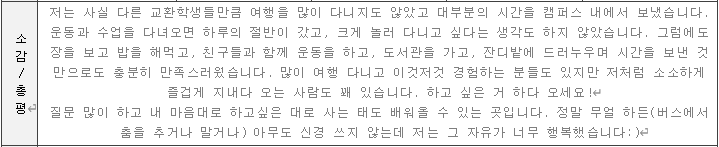 소
감
/
총
평
저는 사실 다른 교환학생들만큼 여행을 많이 다니지도 않았고 대부분의 시간을 캠퍼스 내에서 보냈습니다.
운동과 수업을 다녀오면 하루의 절반이 갔고, 크게 놀러 다니고 싶다는 생각도 하지 않았습니다. 그럼에도
장을 보고 밥을 해먹고, 친구들과 함께 운동을 하고, 도서관을 가고, 잔디밭에 드러누우며 시간을 보낸 것
만으로도 충분히 만족스러웠습니다. 많이 여행 다니고 이것저것 경험하는 분들도 있지만 저처럼 소소하게
즐겁게 지내다 오는 사람도 꽤 있습니다. 하고 싶은 거 하다 오세요!
질문 많이 하고 내 마음대로 하고싶은 대로 사는 태도 배워올 수 있는 곳입니다. 정말 무얼 하든(버스에서
춤을 추거나 말거나) 아무도 신경 쓰지 않는데 저는 그 자유가 너무 행복했습니다:)